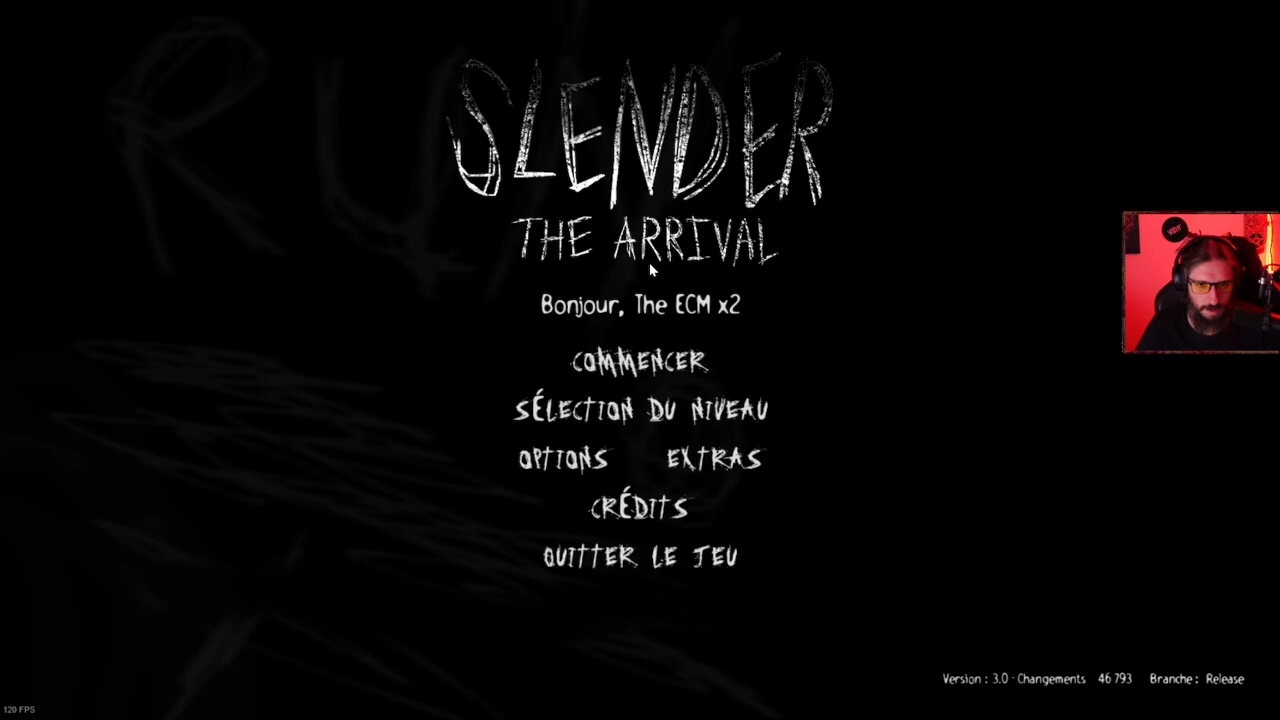 SLENDER
THE ARRIVAL
Bonjour, The ECM x2
COMMENCER
SÉLECTION DU NIVEAU
OPTIONS EXTRAS
CRÉDITS
QUITTER LE JEU
Version : 3.0 - Changements 46 793 Branche : Release
120 FPS